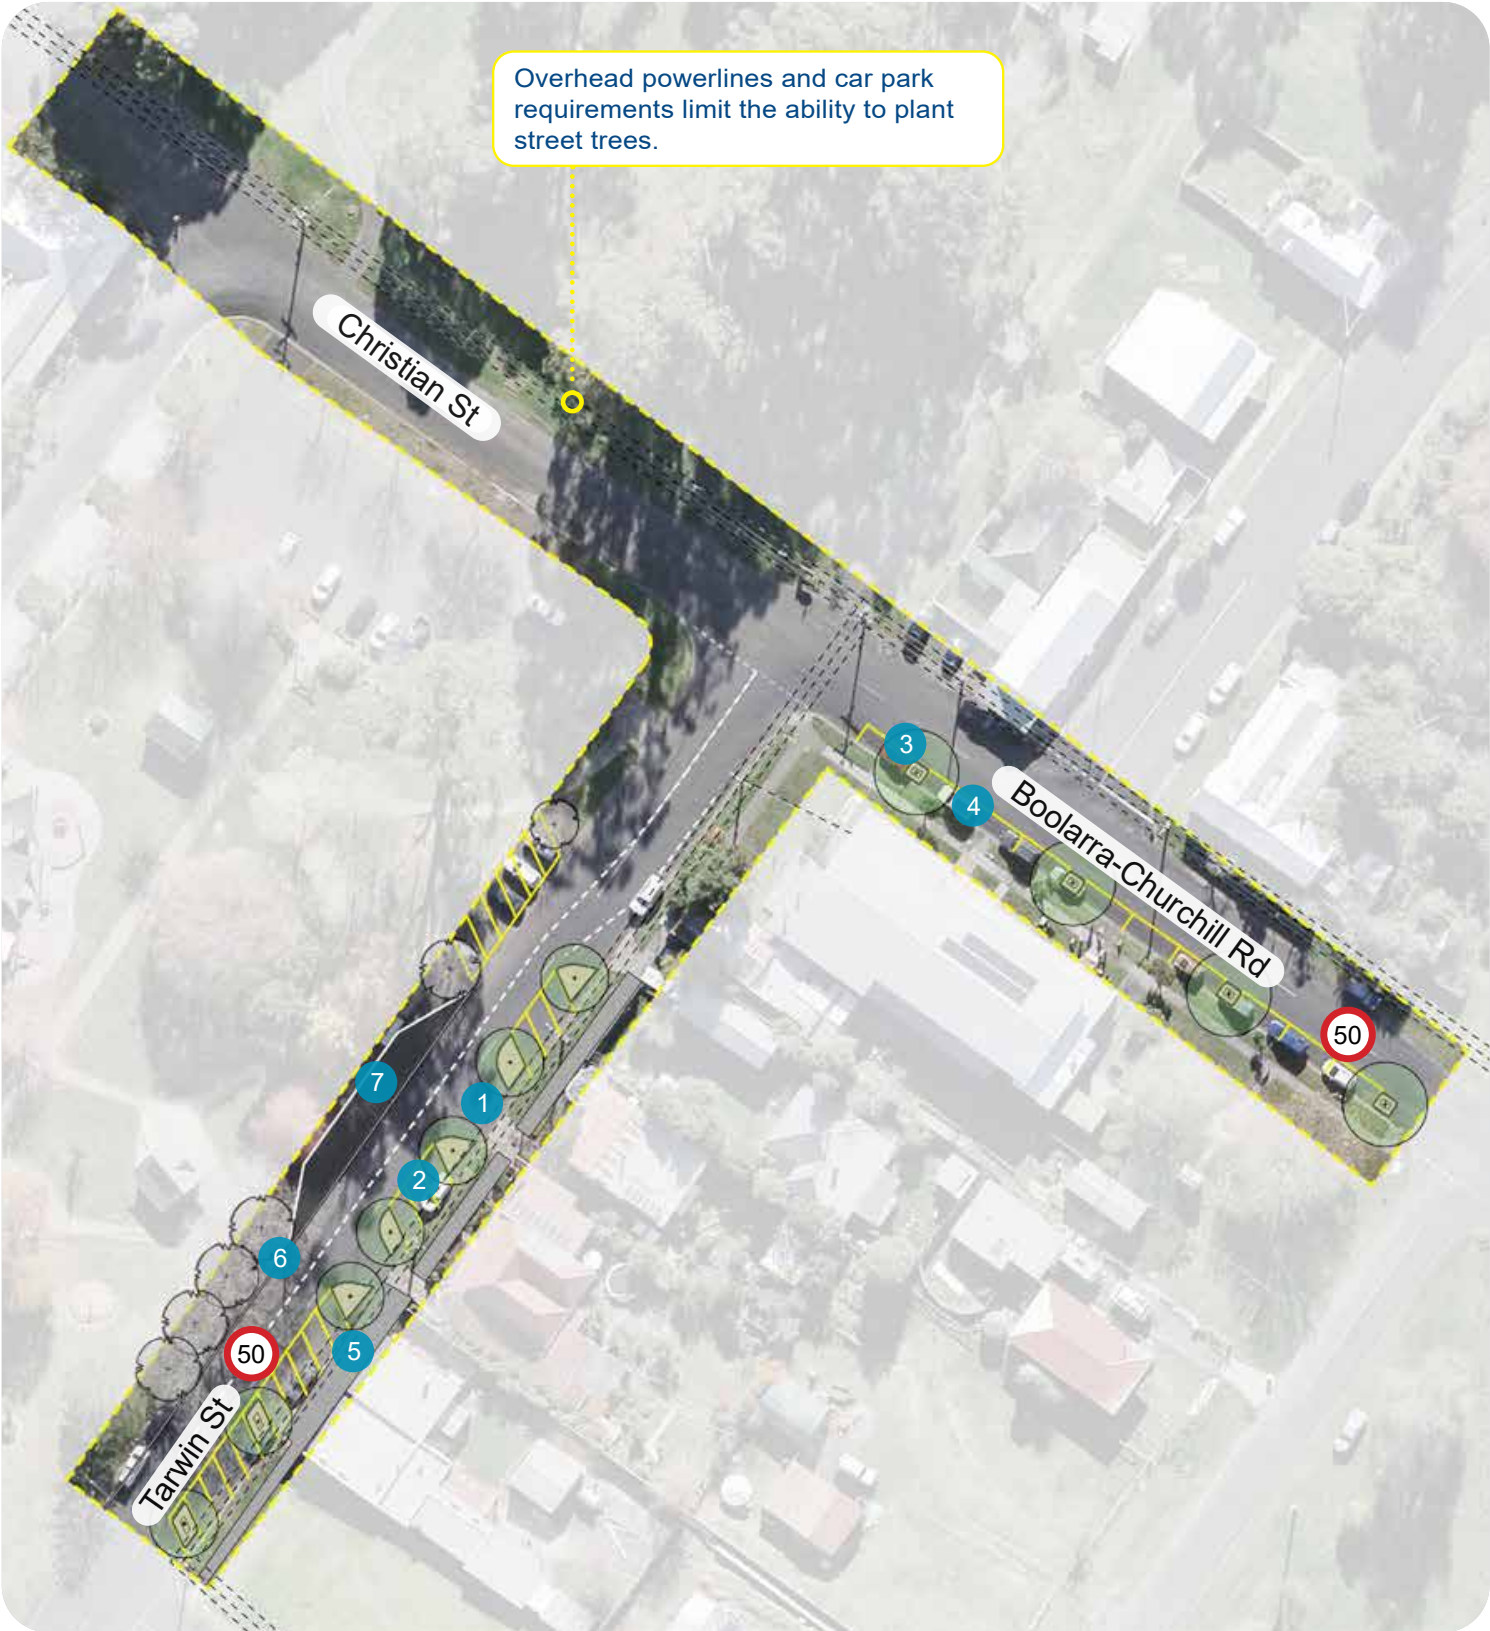 Overhead powerlines and car park
requirements limit the ability to plant
street trees.
Christian St
3
4
Boolarra-Churchill Rd
50
7
1
2
6
50
5
Tarwin St